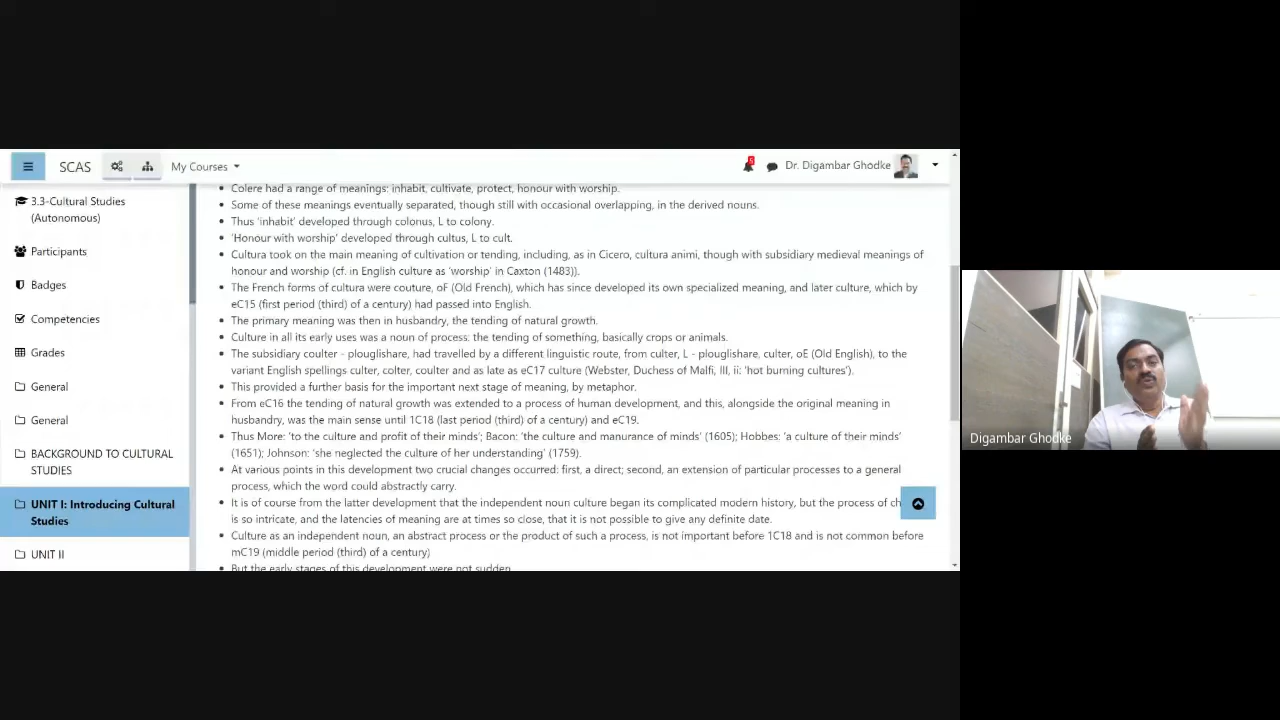 SCAS
My Courses
Dr. Digambar Ghodke
3.3-Cultural Studies
(Autonomous)
Participants
Badges
Competencies
Grades
General
General
BACKGROUND TO CULTURAL
STUDIES
UNIT I: Introducing Cultural
Studies
UNIT II
Colere had a range of meanings: inhabit, cultivate, protect, honour with worship.
Some of these meanings eventually separated, though still with occasional overlapping, in the derived nouns.
Thus 'inhabit' developed through colonus, L to colony.
'Honour with worship' developed through cultus, L to cult.
Cultura took on the main meaning of cultivation or tending, including, as in Cicero, cultura animi, though with subsidiary medieval meanings of
honour and worship (cf. in English culture as 'worship' in Caxton (1483)).
The French forms of cultura were couture, oF (Old French), which has since developed its own specialized meaning, and later culture, which by
eC15 (first period (third) of a century) had passed into English.
The primary meaning was then in husbandry, the tending of natural growth.
Culture in all its early uses was a noun of process: the tending of something, basically crops or animals.
The subsidiary coulter - plouglishare, had travelled by a different linguistic route, from culter, L - plouglishare, culter, oE (Old English), to the
variant English spellings culter, colter, coulter and as late as eC17 culture (Webster, Duchess of Malfi, III, ii: 'hot burning cultures').
This provided a further basis for the important next stage of meaning, by metaphor.
From eC16 the tending of natural growth was extended to a process of human development, and this, alongside the original meaning in
husbandry, was the main sense until 1C18 (last period (third) of a century) and eC19.
Thus More: 'to the culture and profit of their minds'; Bacon: 'the culture and manurance of minds' (1605); Hobbes: 'a culture of their minds'
(1651); Johnson: 'she neglected the culture of her understanding' (1759).
At various points in this development two crucial changes occurred: first, a direct; second, an extension of particular processes to a general
process, which the word could abstractly carry.
It is of course from the latter development that the independent noun culture began its complicated modern history, but the process of ch
is so intricate, and the latencies of meaning are at times so close, that it is not possible to give any definite date.
Culture as an independent noun, an abstract process or the product of such a process, is not important before 1C18 and is not common before
mC19 (middle period (third) of a century)
But the early stages of this development were not sudden.
Digambar Ghodke